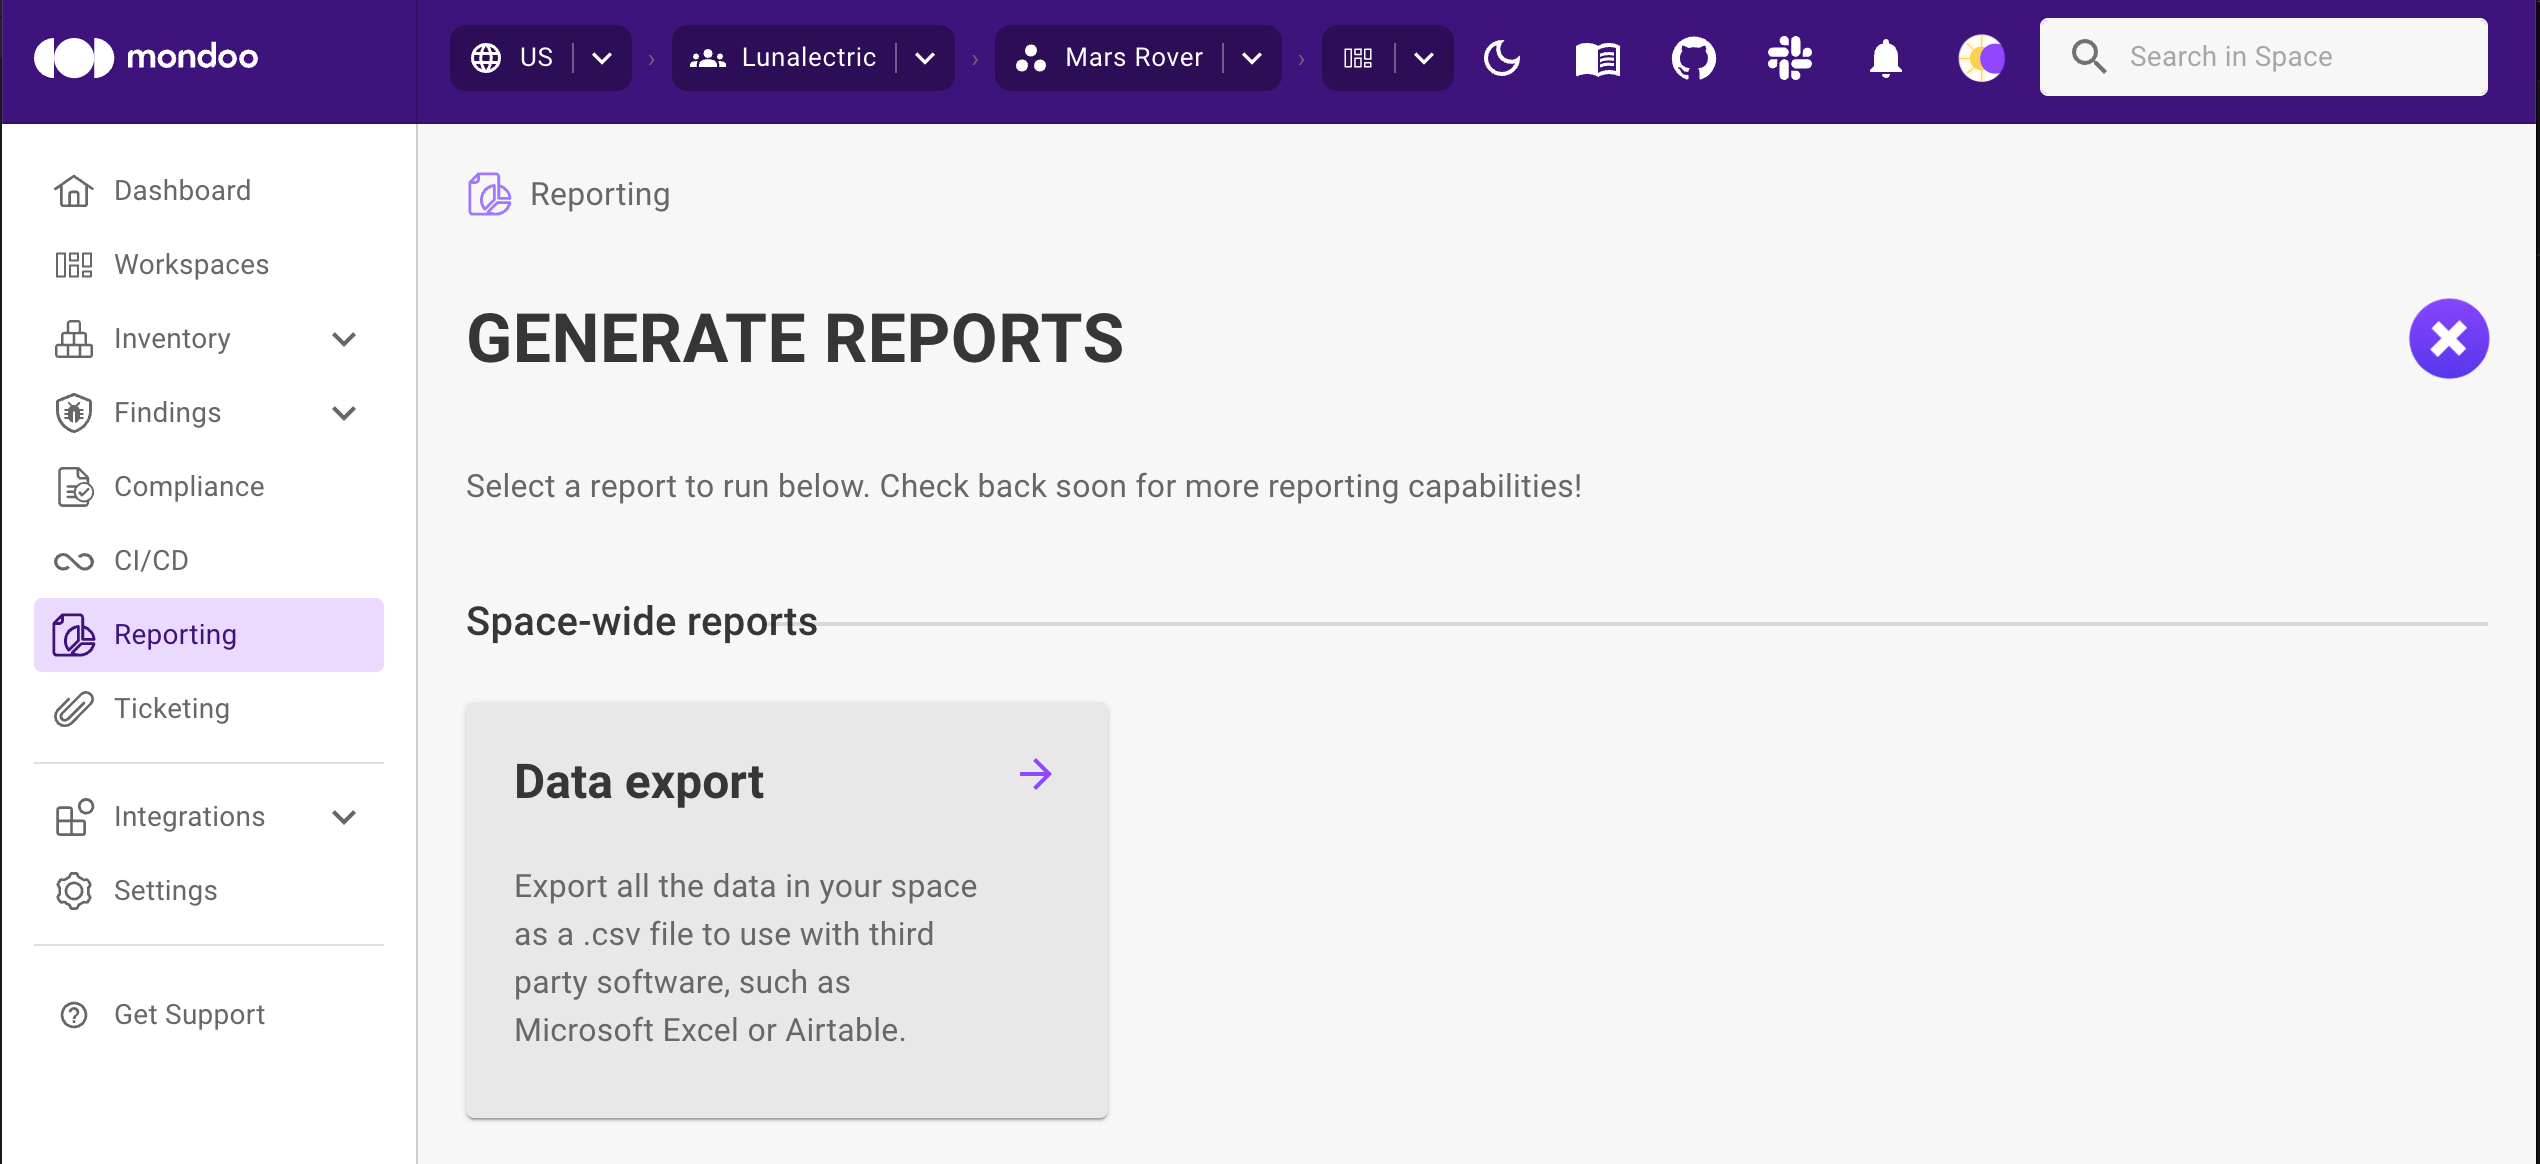 mondoo
US
Lunalectric
Mars Rover
Search in Space
Dashboard
Workspaces
Inventory
Findings
Compliance
CI/CD
Reporting
Ticketing
Integrations
Settings
Get Support
Reporting
GENERATE REPORTS
Select a report to run below. Check back soon for more reporting capabilities!
Space-wide reports
Data export
Export all the data in your space
as a .csv file to use with third
party software, such as
Microsoft Excel or Airtable.